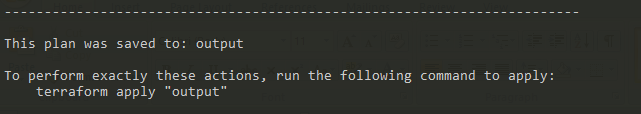 ------------------------------------------------------------------------
This plan was saved to: output
To perform exactly these actions, run the following command to apply:
    terraform apply "output"